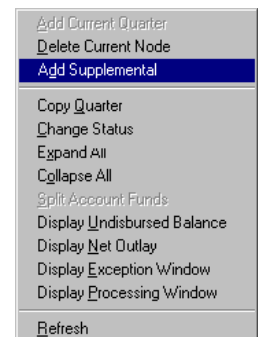 Add Current Quarter
Delete Current Node
Add Supplemental
Copy Quarter
Change Status
Expand All
Collapse All
Split Account Funds
Display Undisbursed Balance
Display Net Outlay
Display Exception Window
Display Processing Window
Refresh